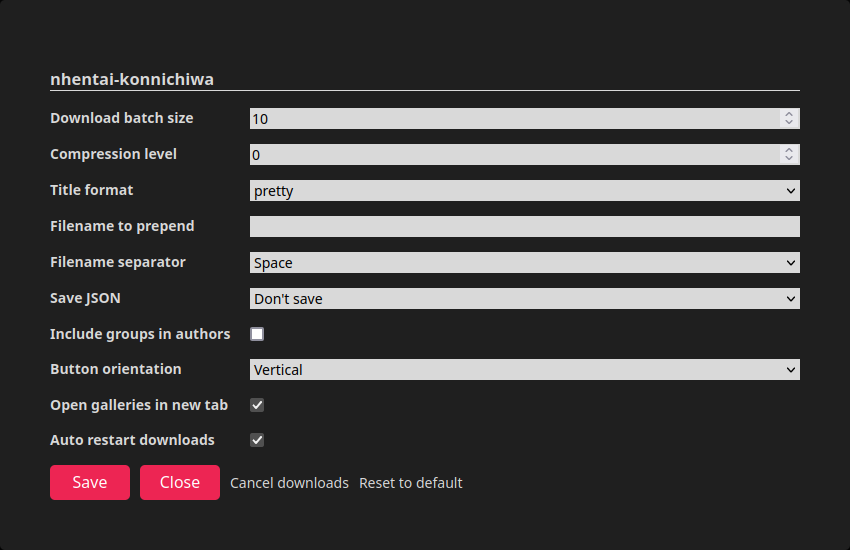 nhentai-konnichiwa
Download batch size 10
Compression level 0
Title format pretty
Filename to prepend
Filename separator Space
Save JSON Don't save
Include groups in authors
Button orientation Vertical
Open galleries in new tab
Auto restart downloads
Save Close Cancel downloads Reset to default